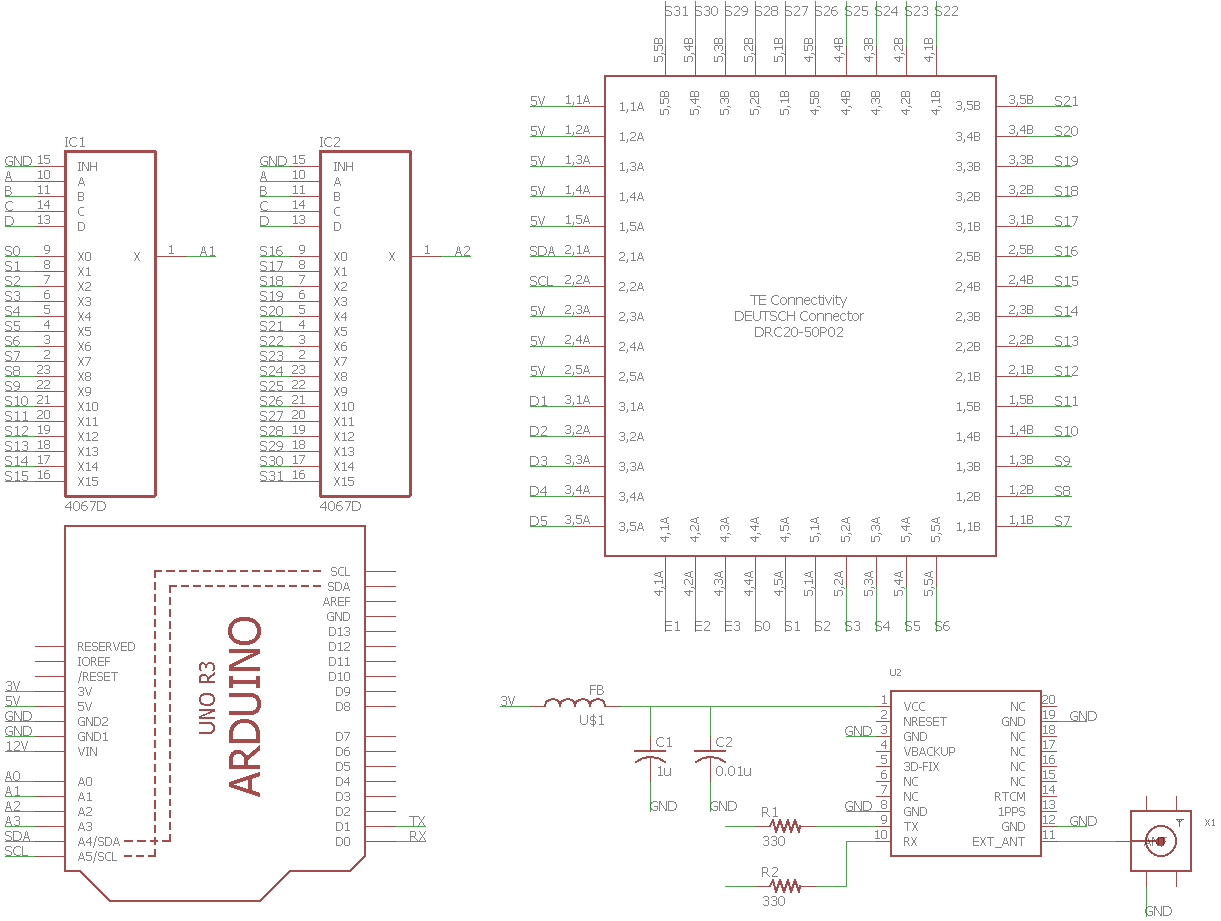 S31 S30 S29 S28 S27 S26 S25 S24 S23 S22
5,5B 5,4B 5,3B 5,2B 5,1B 4,5B 4,4B 4,3B 4,2B 4,1B
5,5B 5,4B 5,3B 5,2B 5,1B 4,5B 4,4B 4,3B 4,2B 4,1B
5V 1,1A 1,1A 3,5B 3,5B S21
5V 1,2A 1,2A 3,4B 3,4B S20
5V 1,3A 1,3A 3,3B 3,3B S19
5V 1,4A 1,4A 3,2B 3,2B S18
5V 1,5A 1,5A 3,1B 3,1B S17
SDA 2,1A 2,1A 2,5B 2,5B S16
SCL 2,2A 2,2A 2,4B 2,4B S15
5V 2,3A 2,3A 2,3B 2,3B S14
5V 2,4A 2,4A 2,2B 2,2B S13
5V 2,5A 2,5A 2,1B 2,1B S12
D1 3,1A 3,1A 1,5B 1,5B S11
D2 3,2A 3,2A 1,4B 1,4B S10
D3 3,3A 3,3A 1,3B 1,3B S9
D4 3,4A 3,4A 1,2B 1,2B S8
D5 3,5A 3,5A 1,1B 1,1B S7
TE Connectivity
DEUTSCH Connector
DRC20-50P02
4,1A 4,2A 4,3A 4,4A 4,5A 5,1A 5,2A 5,3A 5,4A 5,5A
4,1A 4,2A 4,3A 4,4A 4,5A 5,1A 5,2A 5,3A 5,4A 5,5A
E1 E2 E3 S0 S1 S2 S3 S4 S5 S6
IC1
GND 15 INH
A 10 A
B 11 B
C 14 C
D 13 D
S0 9 X0 X 1 A1
S1 8 X1
S2 7 X2
S3 6 X3
S4 5 X4
S5 4 X5
S6 3 X6
S7 2 X7
S8 23 X8
S9 22 X9
S10 21 X10
S11 20 X11
S12 19 X12
S13 18 X13
S14 17 X14
S15 16 X15
4067D
IC2
GND 15 INH
A 10 A
B 11 B
C 14 C
D 13 D
S16 9 X0 X 1 A2
S17 8 X1
S18 7 X2
S19 6 X3
S20 5 X4
S21 4 X5
S22 3 X6
S23 2 X7
S24 23 X8
S25 22 X9
S26 21 X10
S27 20 X11
S28 19 X12
S29 18 X13
S30 17 X14
S31 16 X15
4067D
SCL
SDA
AREF
GND
D13
RESERVED D12
IOREF D11
/RESET D10
3V 3V D9
5V 5V D8
GND GND2
GND GND1 D7
12V VIN D6
D5
A0 A0 D4
A1 A1 D3
A2 A2 D2
A3 A3 D1 TX
SDA A4/SDA D0 RX
SCL A5/SCL
UNO R3
ARDUINO
3V FB
U$1
C1
1u
GND
C2
0.01u
GND
R1
330
R2
330
U2
1 VCC NC 20
2 NRESET GND 19 GND
GND 3 GND NC 18
4 VBACKUP NC 17
5 3D-FIX NC 16
6 NC NC 15
7 NC RTCM 14
GND 8 GND 1PPS 13
9 TX GND 12 GND
10 RX EXT_ANT 11
X1
ANT
GND